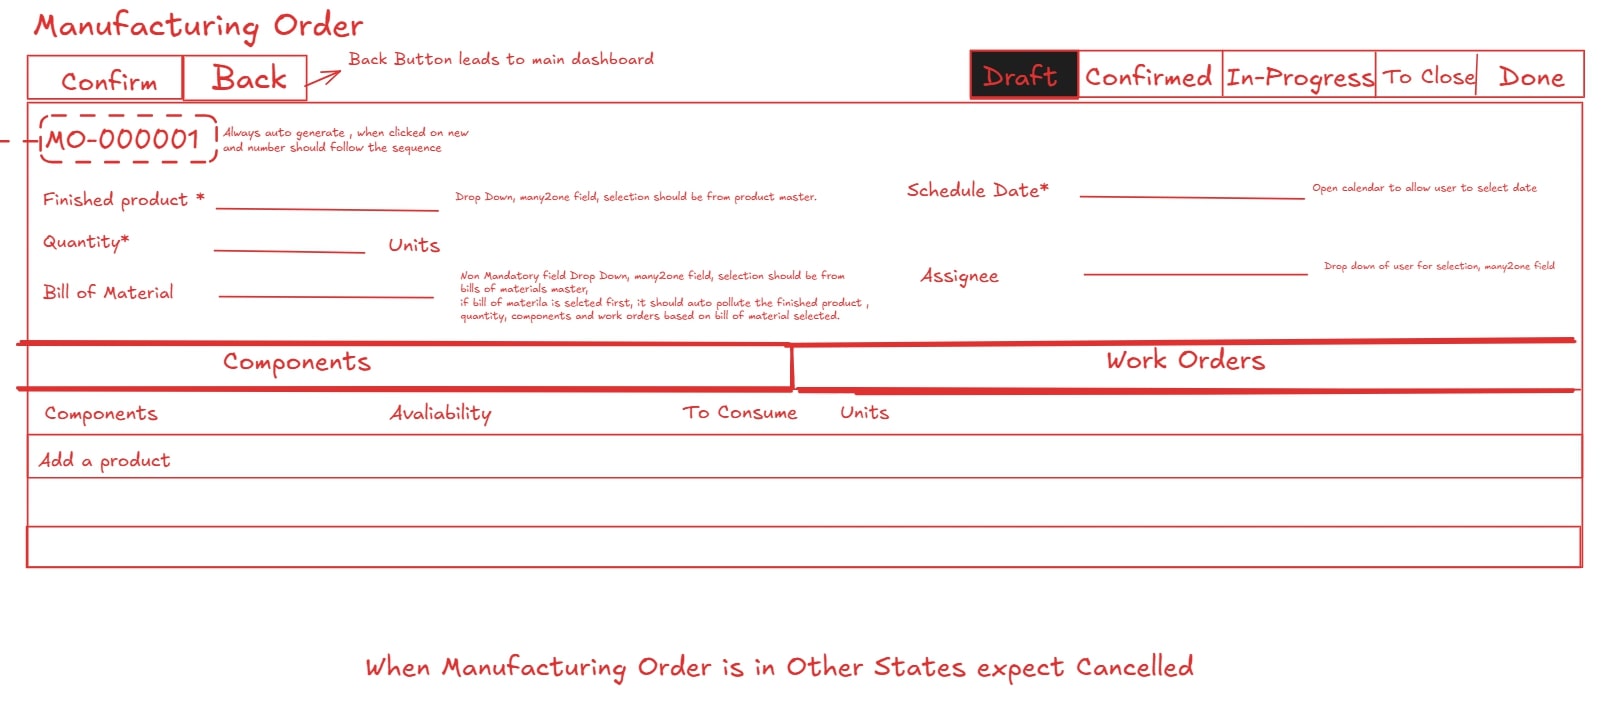 Manufacturing Order
Confirm
Back
Back Button leads to main dashboard
Draft
Confirmed
In-Progress
To Close
Done
MO-000001
Always auto generate , when clicked on new
and number should follow the sequence
Finished product *
Drop Down, many2one field, selection should be from product master.
Schedule Date*
Open calendar to allow user to select date
Quantity*
Units
Bill of Material
Non Mandatory field Drop Down, many2one field, selection should be from
bills of materials master,
if bill of materila is selcted first, it should auto pollute the finished product ,
quantity, components and work orders based on bill of material selected.
Assignee
Drop down of user for selection, many2one field
Components
Work Orders
Components
Avaliability
To Consume
Units
Add a product
When Manufacturing Order is in Other States expect Cancelled